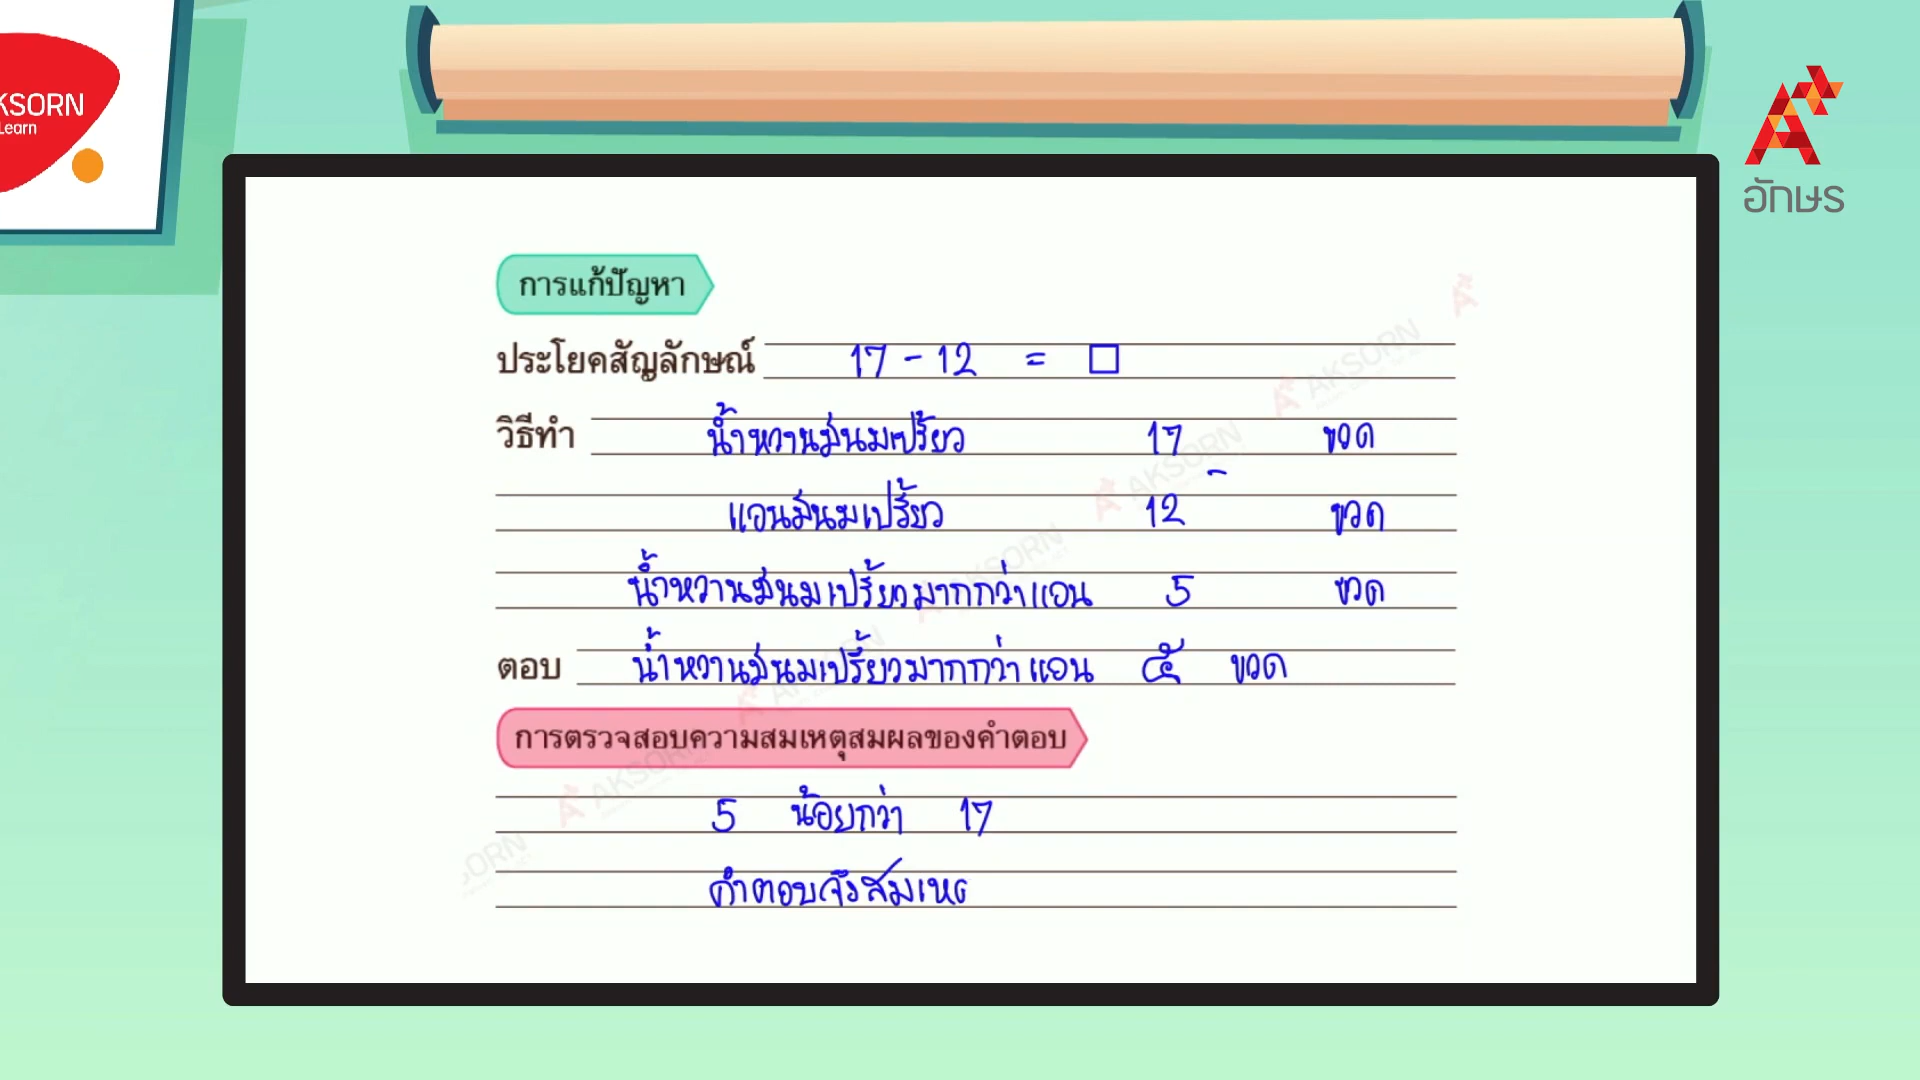 KSORN
Learn
อักษร
การแก้ปัญหา
ประโยคสัญลักษณ์ 17 - 12 = □
วิธีทำ น้ำหวานมีนมเปรี้ยว 17 ขวด
-
แอนมีนมเปรี้ยว 12 ขวด
น้ำหวานมีนมเปรี้ยวมากกว่าแอน 5 ขวด
ตอบ น้ำหวานมีนมเปรี้ยวมากกว่าแอน ๕ ขวด
การตรวจสอบความสมเหตุสมผลของคำตอบ
5 น้อยกว่า 17
คำตอบจึงสมเหต
AKSORN
AKSORN
AKSORN
AKSORN
AKSORN
SORN